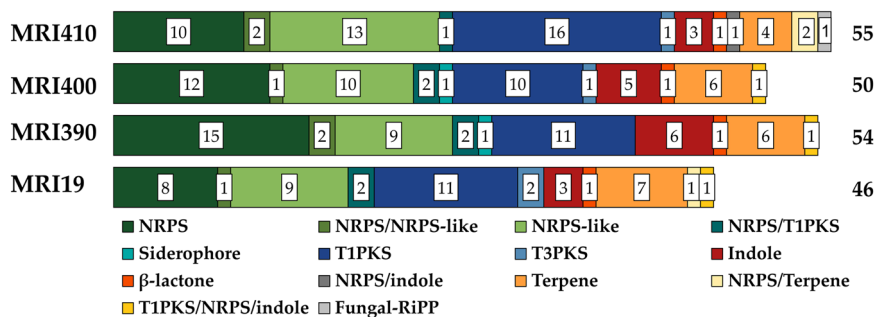 MRI410 10 2 13 1 16 1 3 1 1 4 2 1 55
MRI400 12 1 10 2 1 10 1 5 1 6 1 50
MRI390 15 2 9 2 1 11 6 1 6 1 54
MRI19 8 1 9 2 11 2 3 1 7 1 1 46
NRPS NRPS/NRPS-like NRPS-like NRPS/T1PKS
Siderophore T1PKS T3PKS Indole
β-lactone NRPS/indole Terpene NRPS/Terpene
T1PKS/NRPS/indole Fungal-RiPP